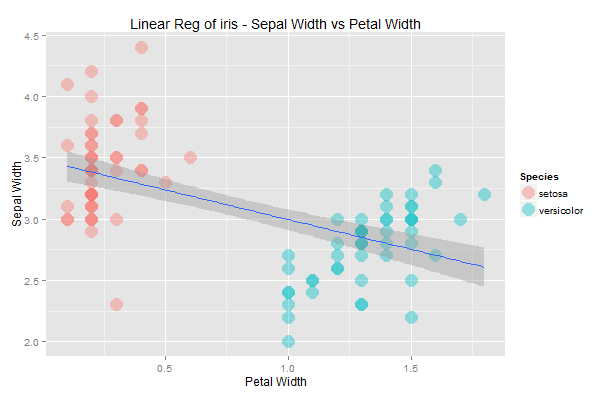 Linear Reg of iris - Sepal Width vs Petal Width
4.5
4.0
3.5
3.0
2.5
2.0
Sepal Width
0.5
1.0
1.5
Petal Width
Species
setosa
versicolor